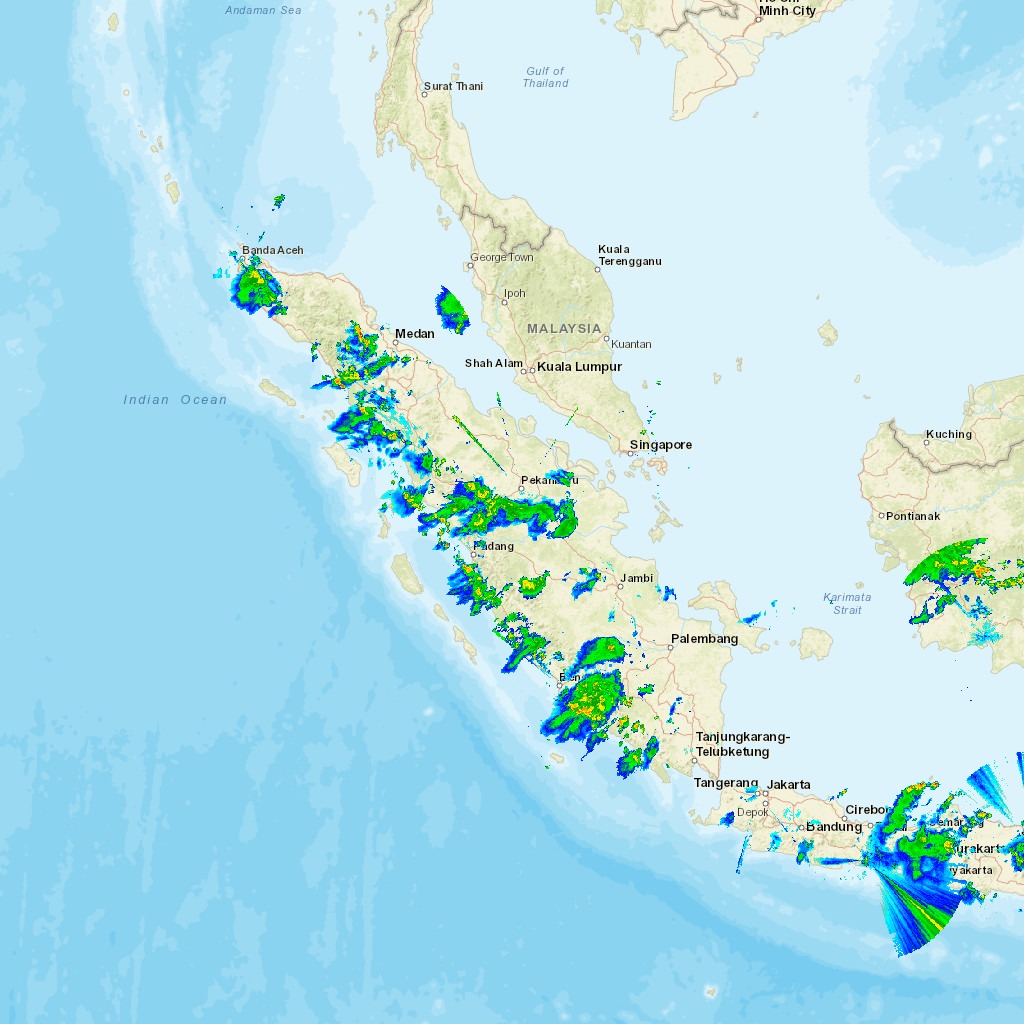 Andaman Sea
Minh City
Gulf of
Thailand
Surat Thani
Banda Aceh
George Town
Kuala
Terengganu
Ipoh
MALAYSIA
Medan
Kuantan
Shah Alam
Kuala Lumpur
Indian Ocean
Singapore
Kuching
Pontianak
Padang
Jambi
Karimata
Strait
Palembang
Tanjungkarang-
Telubketung
Tangerang
Jakarta
Depok
Bandung